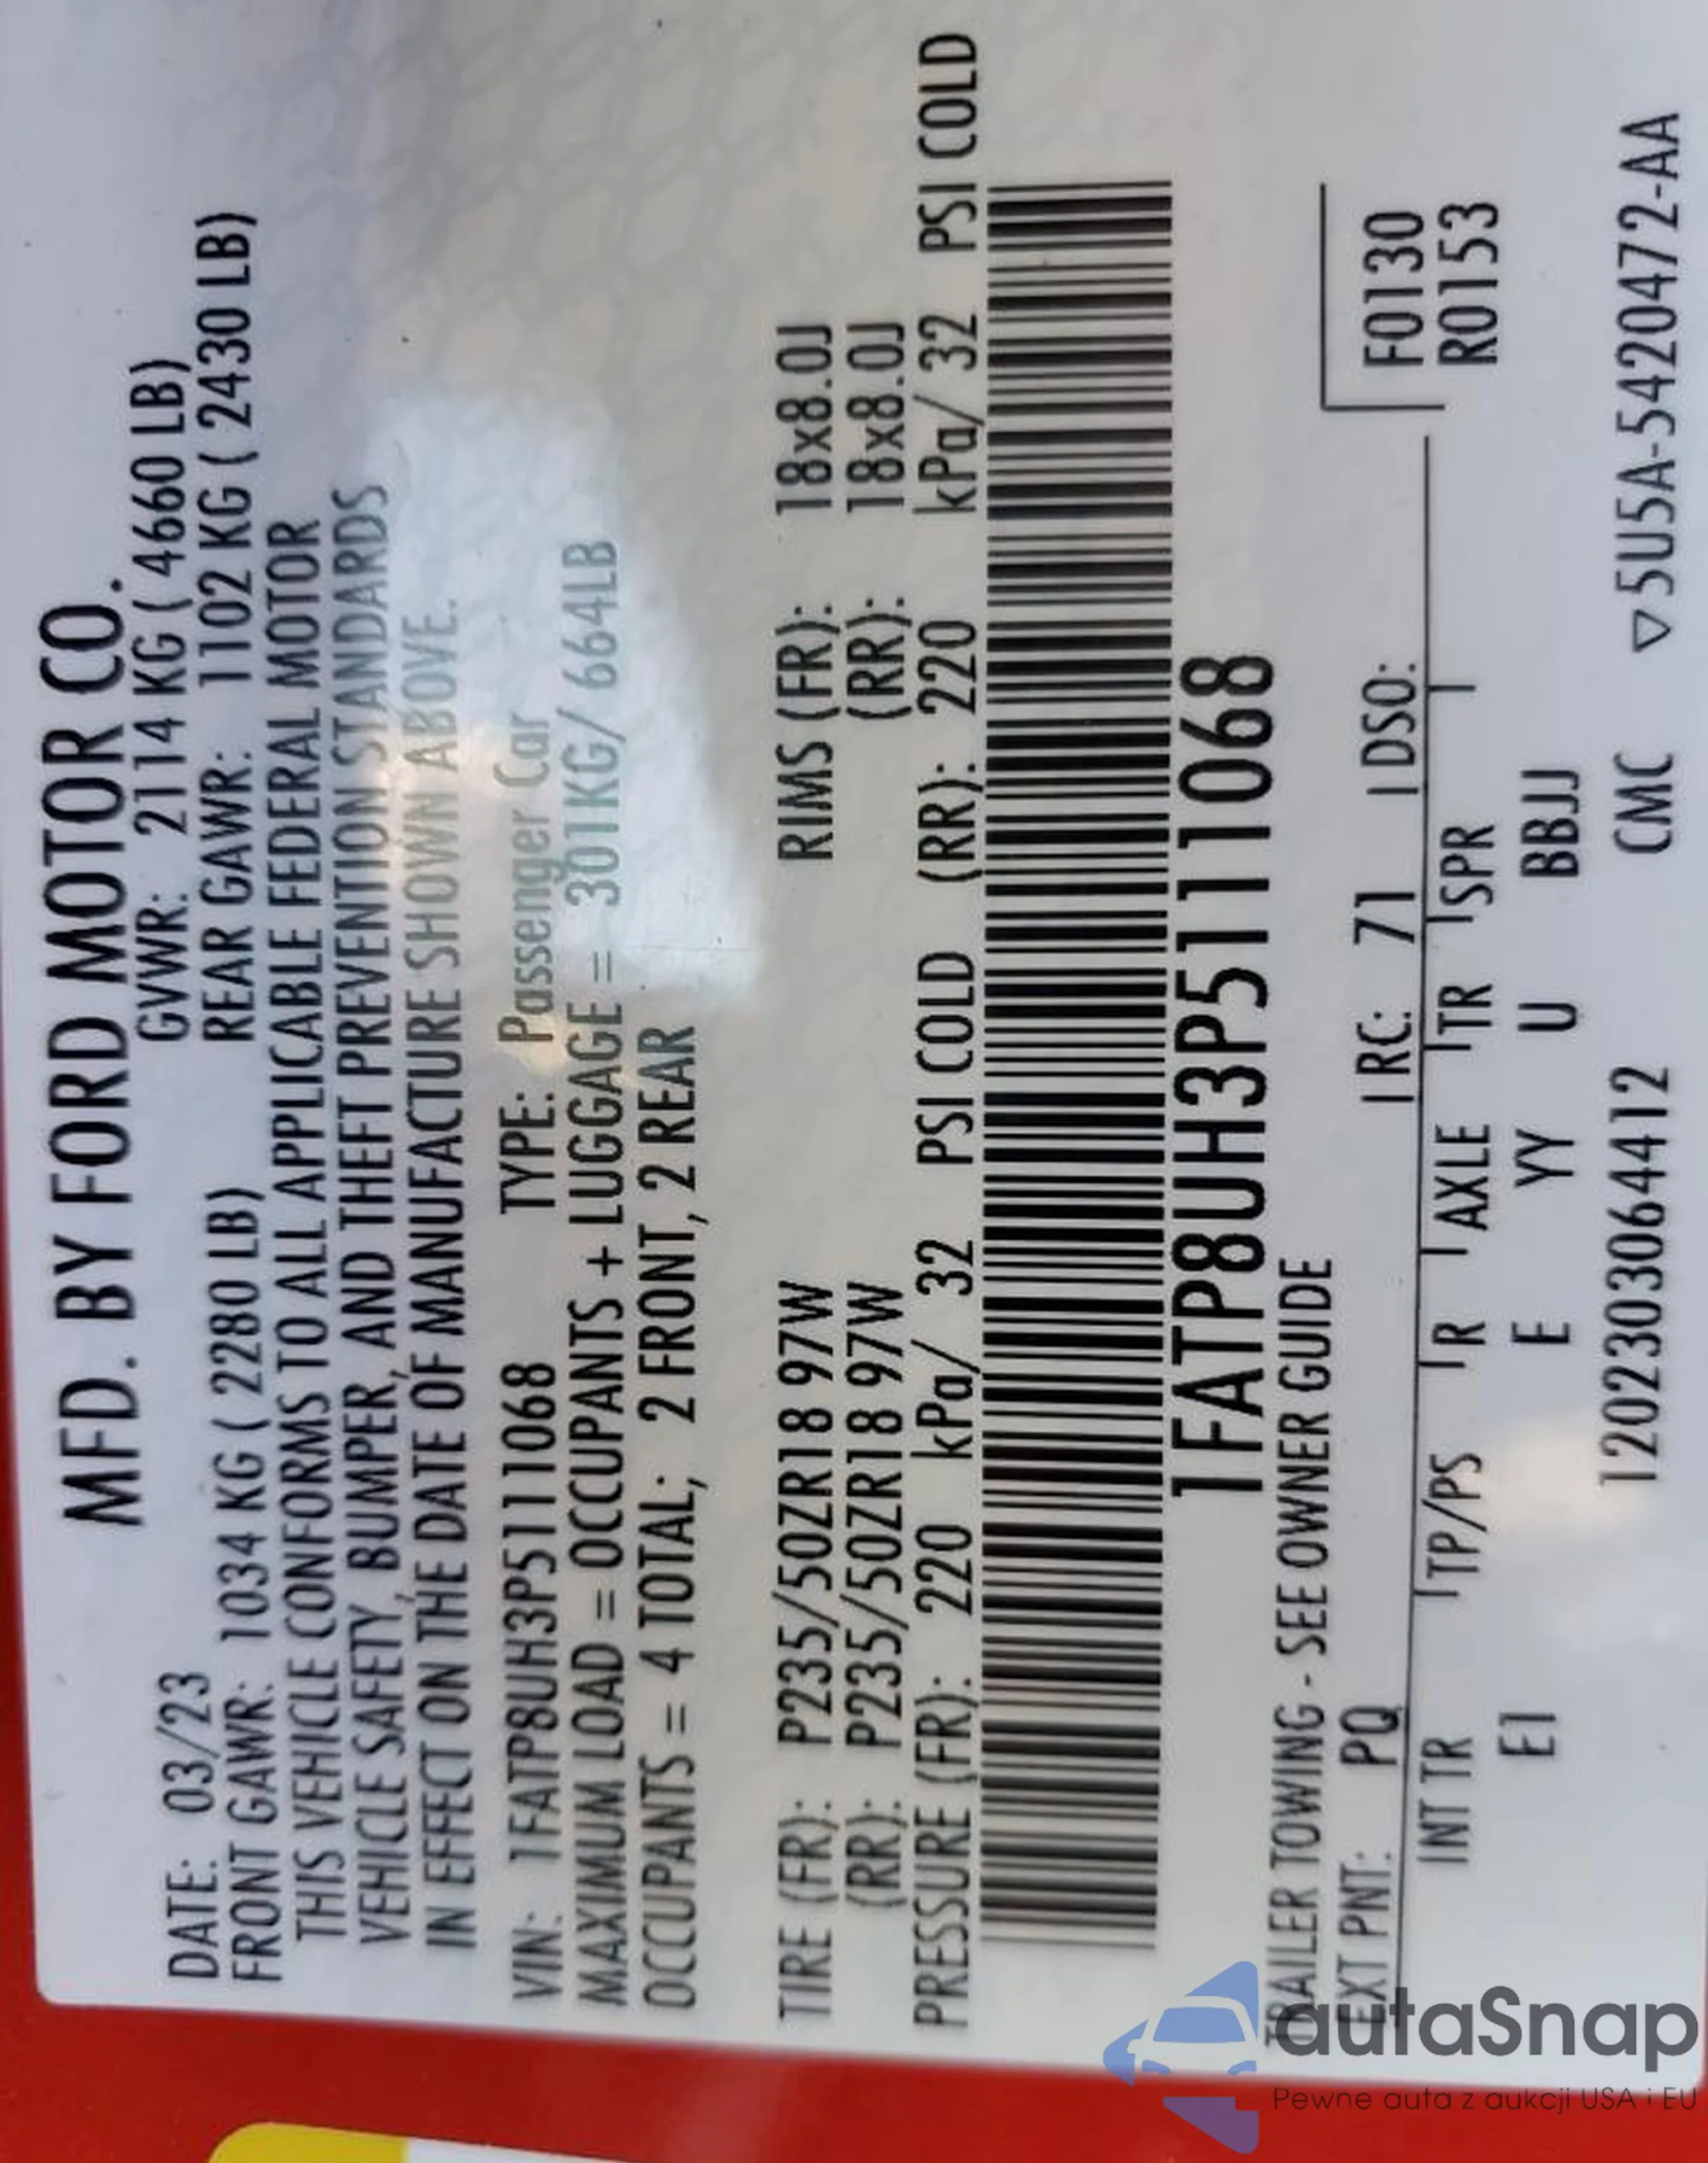 MFD. BY FORD MOTOR CO.
DATE: 03/23 GVWR: 2114 KG ( 4660 LB)
FRONT GAWR: 1034 KG ( 2280 LB) REAR GAWR: 1102 KG ( 2430 LB)
THIS VEHICLE CONFORMS TO ALL APPLICABLE FEDERAL MOTOR
VEHICLE SAFETY, BUMPER, AND THEFT PREVENTION STANDARDS
IN EFFECT ON THE DATE OF MANUFACTURE SHOWN ABOVE.
VIN: 1FATP8UH3P5111068 TYPE: Passenger Car
MAXIMUM LOAD = OCCUPANTS + LUGGAGE = 301KG/ 664LB
OCCUPANTS = 4 TOTAL; 2 FRONT, 2 REAR
TIRE (FR): P235/50ZR18 97W RIMS (FR): 18x8.0J
(RR): P235/50ZR18 97W (RR): 18x8.0J
PRESSURE (FR): 220 kPa/ 32 PSI COLD (RR): 220 kPa/ 32 PSI COLD
1FATP8UH3P5111068
TRAILER TOWING - SEE OWNER GUIDE
EXT PNT: PQ RC: 71 DSO:
F0130
R0153
INT TR TP/PS R AXLE TR SPR
E1 E YY U BBJJ
1202303064412 CMC ▽5U5A-5420472-AA
autaSnap
Pewne auta z aukcji USA i EU